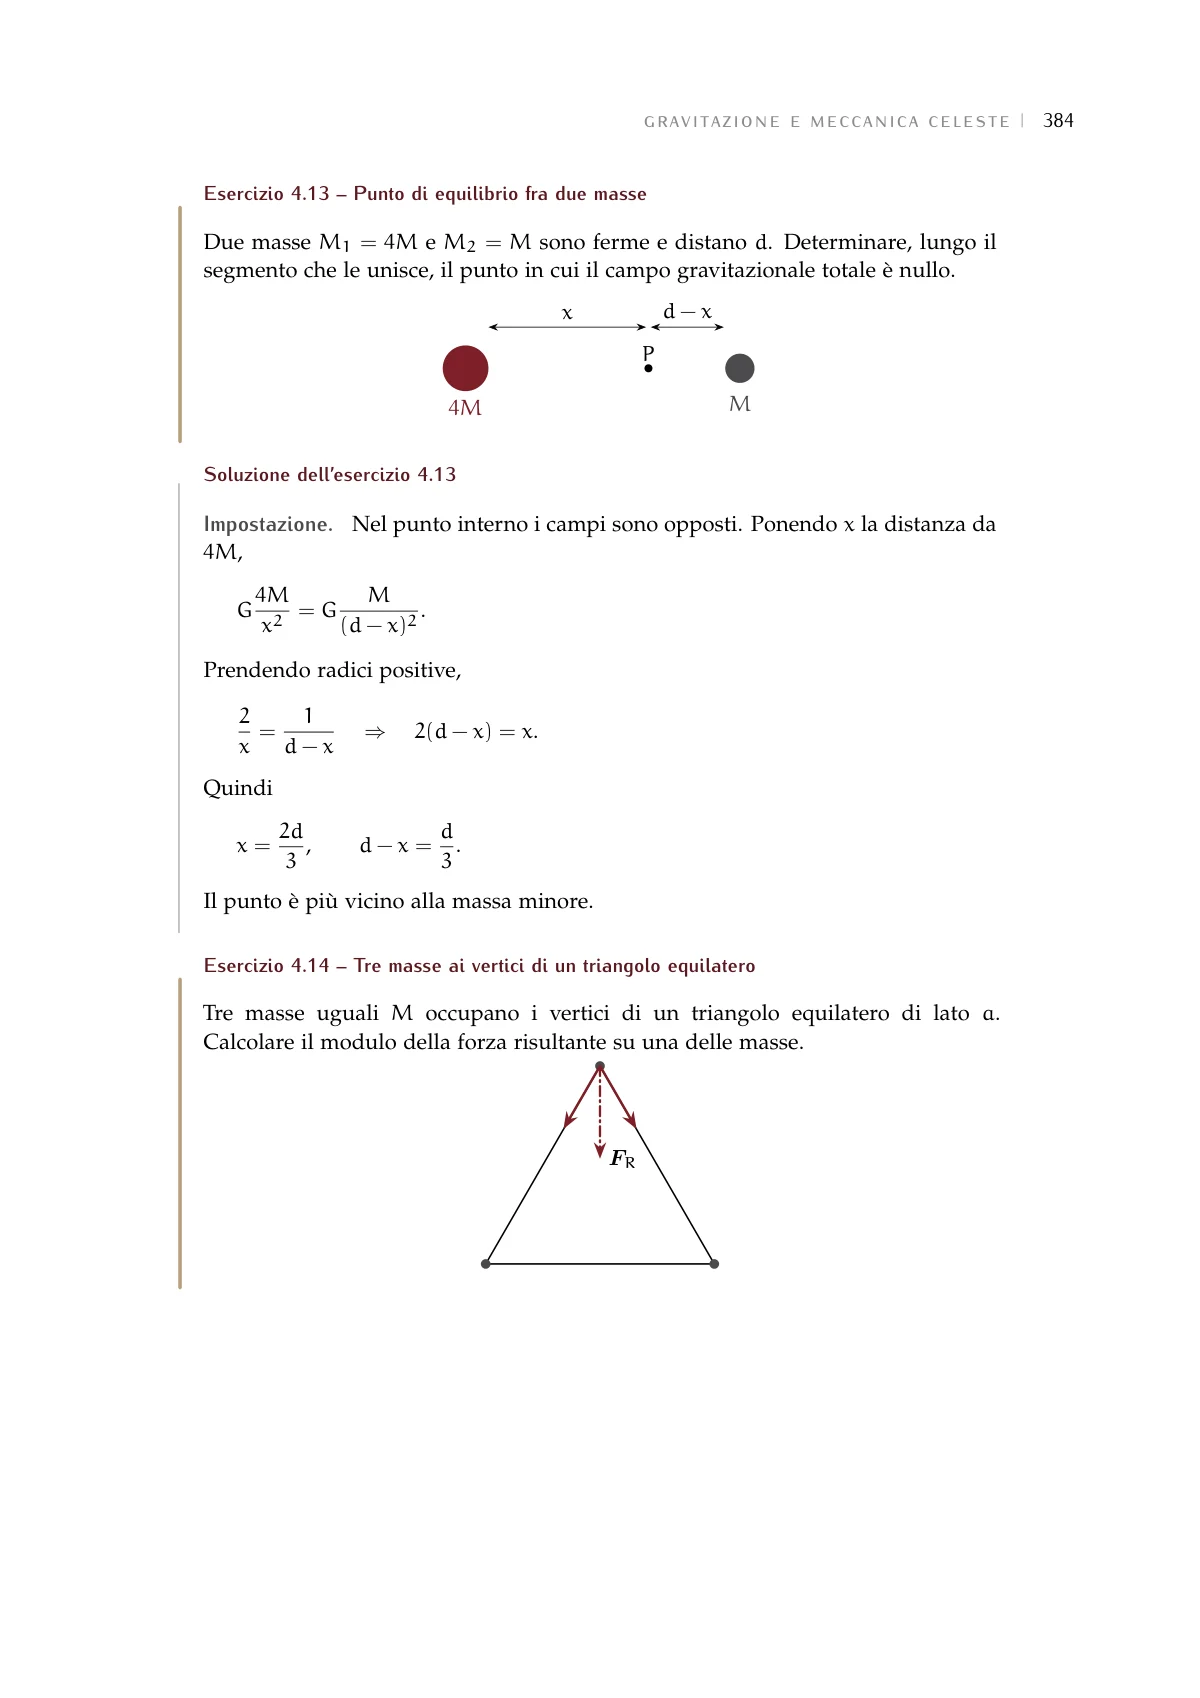 GRAVITAZIONE E MECCANICA CELESTE | 384
Esercizio 4.13 – Punto di equilibrio fra due masse
Due masse M₁ = 4M e M₂ = M sono ferme e distano d. Determinare, lungo il
segmento che le unisce, il punto in cui il campo gravitazionale totale è nullo.
x d − x
P
4M M
Soluzione dell'esercizio 4.13
Impostazione. Nel punto interno i campi sono opposti. Ponendo x la distanza da
4M,
G 4M/x² = G M/(d − x)².
Prendendo radici positive,
2/x = 1/(d − x) ⇒ 2(d − x) = x.
Quindi
x = 2d/3, d − x = d/3.
Il punto è più vicino alla massa minore.
Esercizio 4.14 – Tre masse ai vertici di un triangolo equilatero
Tre masse uguali M occupano i vertici di un triangolo equilatero di lato a.
Calcolare il modulo della forza risultante su una delle masse.
F_R